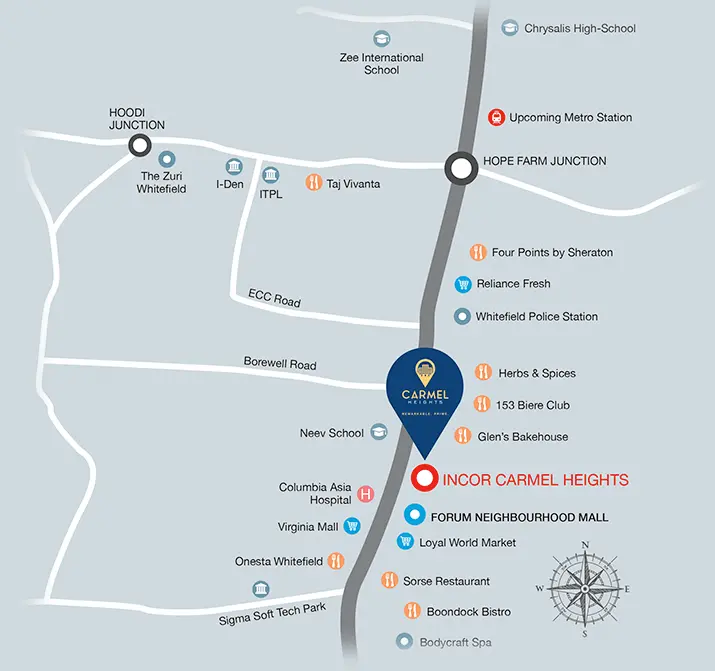 Chrysalis High-School
Zee International
School
HOODI
JUNCTION
Upcoming Metro Station
The Zuri
Whitefield
I-Den
ITPL
Taj Vivanta
HOPE FARM JUNCTION
Four Points by Sheraton
Reliance Fresh
ECC Road
Whitefield Police Station
Borewell Road
CARMEL
HEIGHTS
REMARKABLE. PRIME.
Herbs & Spices
153 Biere Club
Neev School
Glen's Bakehouse
INCOR CARMEL HEIGHTS
Columbia Asia
Hospital
H
FORUM NEIGHBOURHOOD MALL
Virginia Mall
Loyal World Market
Onesta Whitefield
Sorse Restaurant
Sigma Soft Tech Park
Boondock Bistro
Bodycraft Spa
N
W
E
S